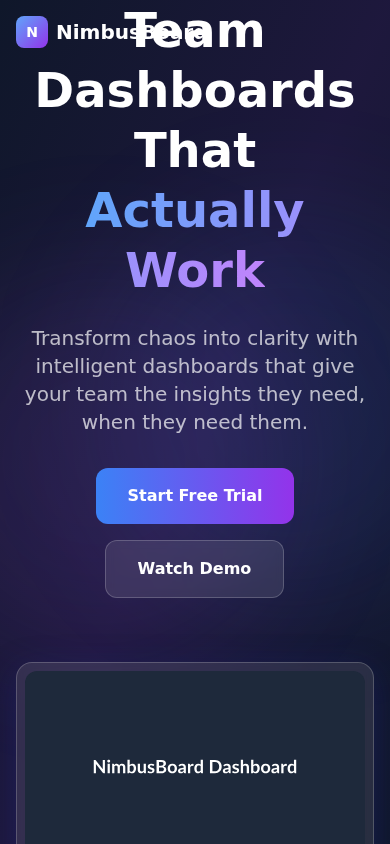 N
NimbusBoard
Team
Dashboards
That
Actually
Work
Transform chaos into clarity with
intelligent dashboards that give
your team the insights they need,
when they need them.
Start Free Trial
Watch Demo
NimbusBoard Dashboard